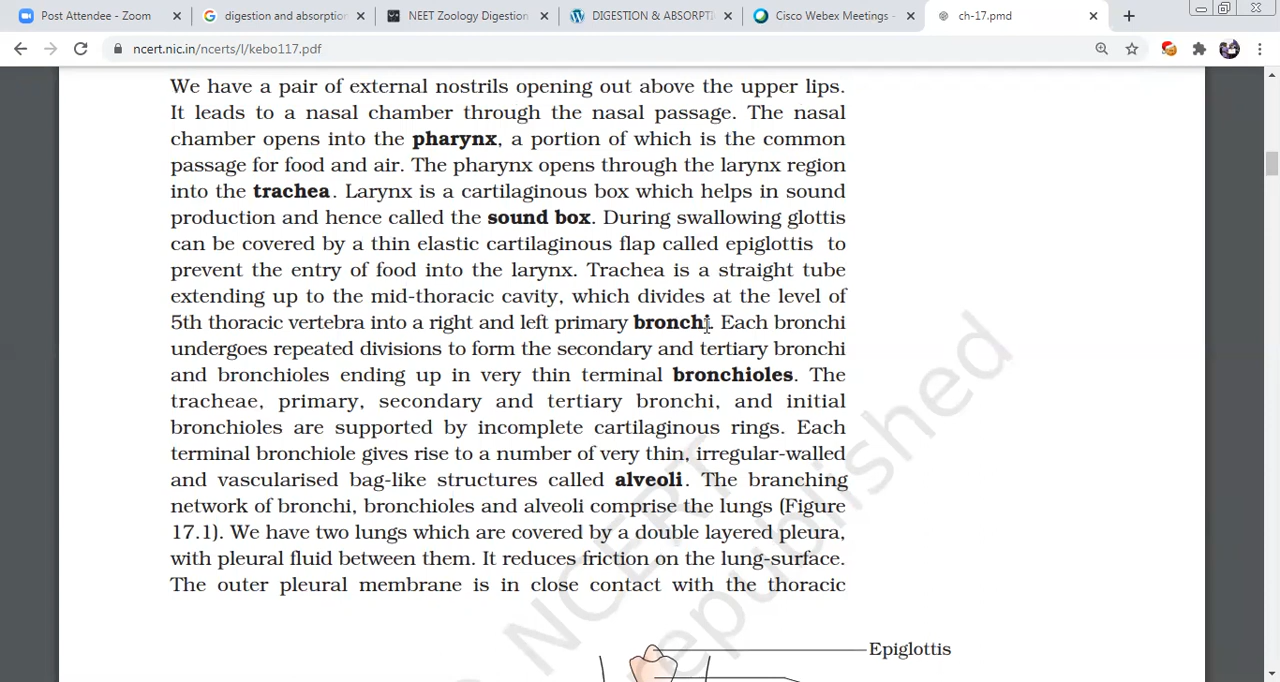 Post Attendee - Zoom
digestion and absorption
NEET Zoology Digestion
DIGESTION & ABSORPT
Cisco Webex Meetings -
ch-17.pmd
ncert.nic.in/ncerts/l/kebo117.pdf
We have a pair of external nostrils opening out above the upper lips.
It leads to a nasal chamber through the nasal passage. The nasal
chamber opens into the pharynx, a portion of which is the common
passage for food and air. The pharynx opens through the larynx region
into the trachea. Larynx is a cartilaginous box which helps in sound
production and hence called the sound box. During swallowing glottis
can be covered by a thin elastic cartilaginous flap called epiglottis to
prevent the entry of food into the larynx. Trachea is a straight tube
extending up to the mid-thoracic cavity, which divides at the level of
5th thoracic vertebra into a right and left primary bronchi. Each bronchi
undergoes repeated divisions to form the secondary and tertiary bronchi
and bronchioles ending up in very thin terminal bronchioles. The
tracheae, primary, secondary and tertiary bronchi, and initial
bronchioles are supported by incomplete cartilaginous rings. Each
terminal bronchiole gives rise to a number of very thin, irregular-walled
and vascularised bag-like structures called alveoli. The branching
network of bronchi, bronchioles and alveoli comprise the lungs (Figure
17.1). We have two lungs which are covered by a double layered pleura,
with pleural fluid between them. It reduces friction on the lung-surface.
The outer pleural membrane is in close contact with the thoracic
NCERT
republished
Epiglottis